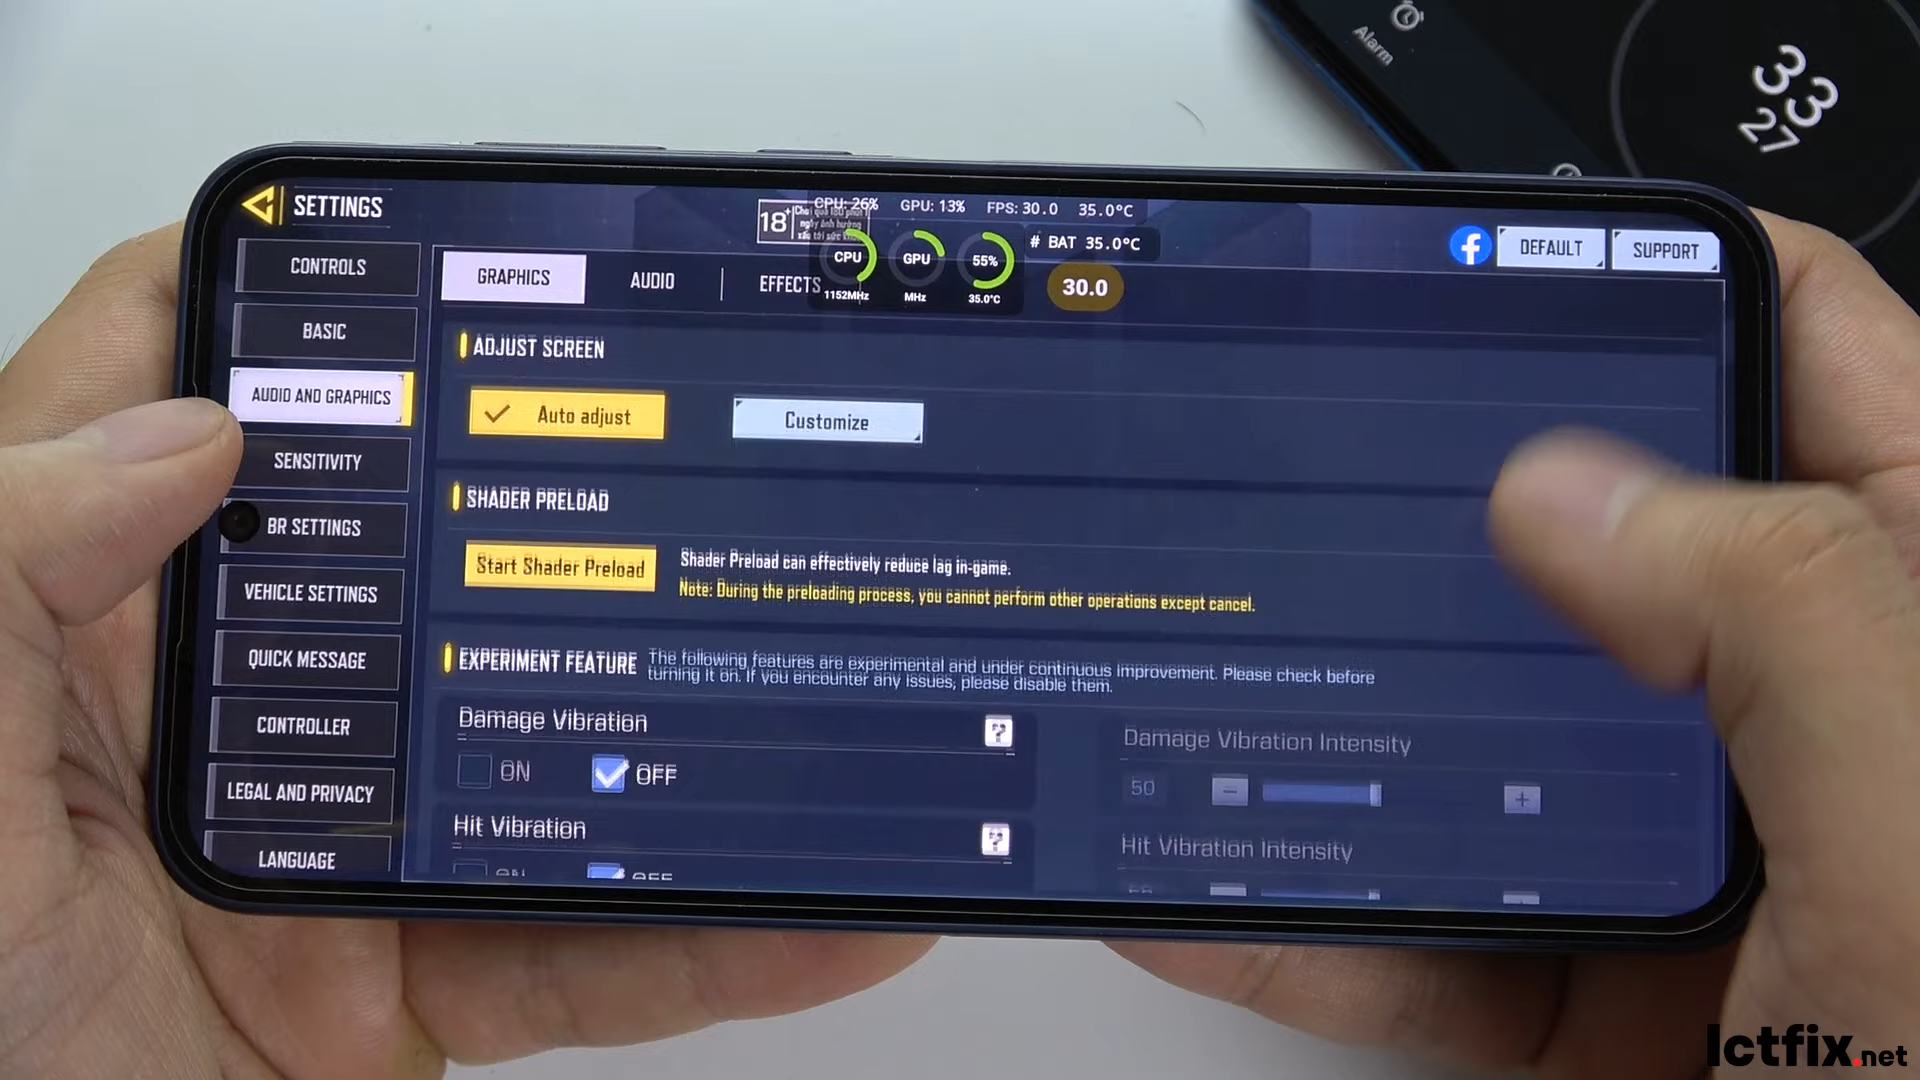 Alarm
33
27
SETTINGS
18+
CPU: 26% GPU: 13% FPS: 30.0 35.0°C
CPU
1152MHz
GPU
MHz
55%
35.0°C
# BAT 35.0°C
30.0
DEFAULT
SUPPORT
CONTROLS
BASIC
AUDIO AND GRAPHICS
SENSITIVITY
BR SETTINGS
VEHICLE SETTINGS
QUICK MESSAGE
CONTROLLER
LEGAL AND PRIVACY
LANGUAGE
GRAPHICS
AUDIO
EFFECTS
ADJUST SCREEN
Auto adjust
Customize
SHADER PRELOAD
Start Shader Preload
Shader Preload can effectively reduce lag in-game.
Note: During the preloading process, you cannot perform other operations except cancel.
EXPERIMENT FEATURE
The following features are experimental and under continuous improvement. Please check before
turning it on. If you encounter any issues, please disable them.
Damage Vibration
?
ON
OFF
Damage Vibration Intensity
50
Hit Vibration
?
ON
OFF
Hit Vibration Intensity
Ictfix.net